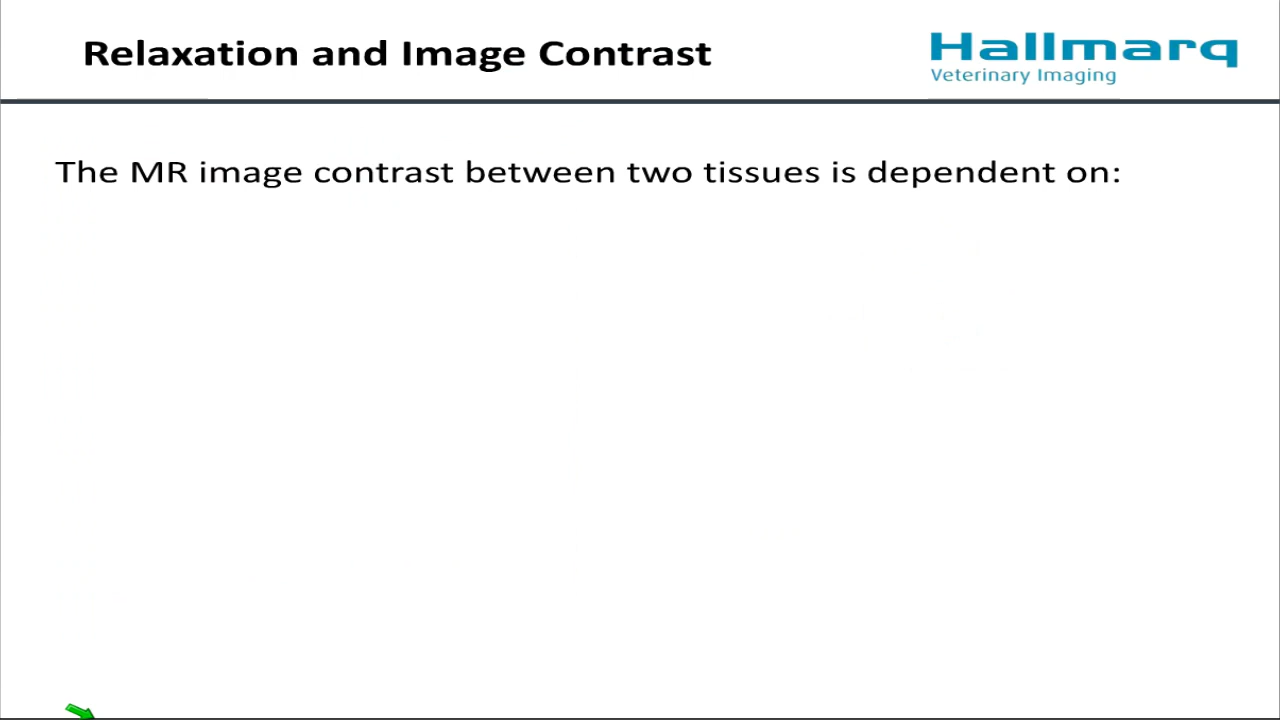 Relaxation and Image Contrast
Hallmarq
Veterinary Imaging
The MR image contrast between two tissues is dependent on: